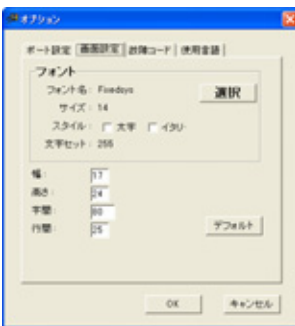 オプション
ポート設定 画面設定 故障コード 使用言語
フォント
フォント名: Fixedsys
選択
サイズ: 14
スタイル: 太字 イタリ
文字セット: 255
幅: 17
高さ: 24
字間: 80
行間: 25
デフォルト
OK キャンセル